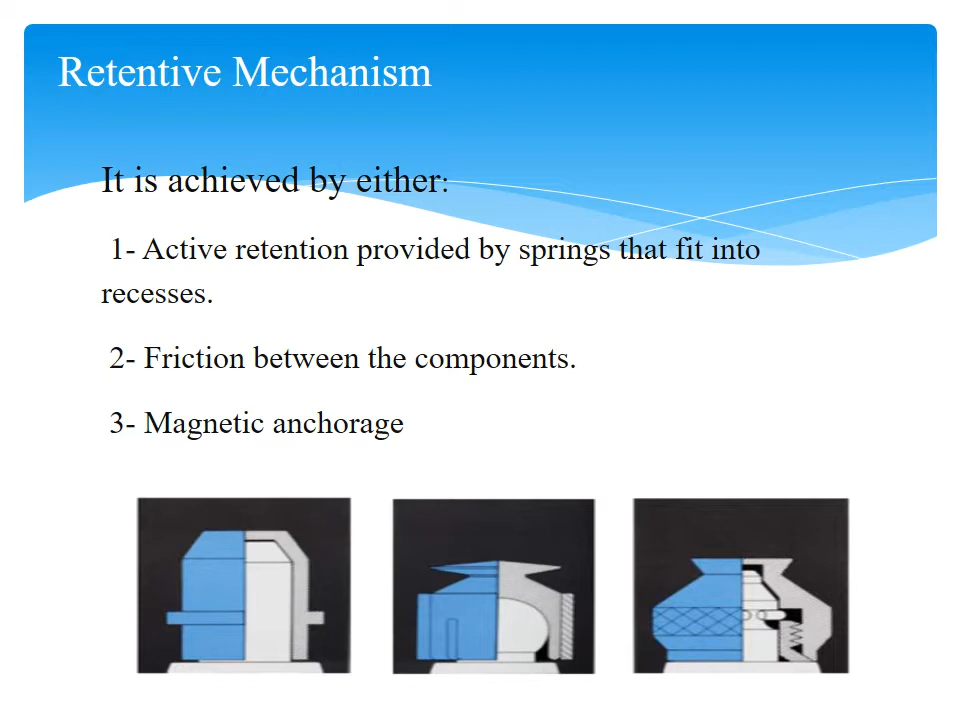 Retentive Mechanism
It is achieved by either:
1- Active retention provided by springs that fit into
recesses.
2- Friction between the components.
3- Magnetic anchorage